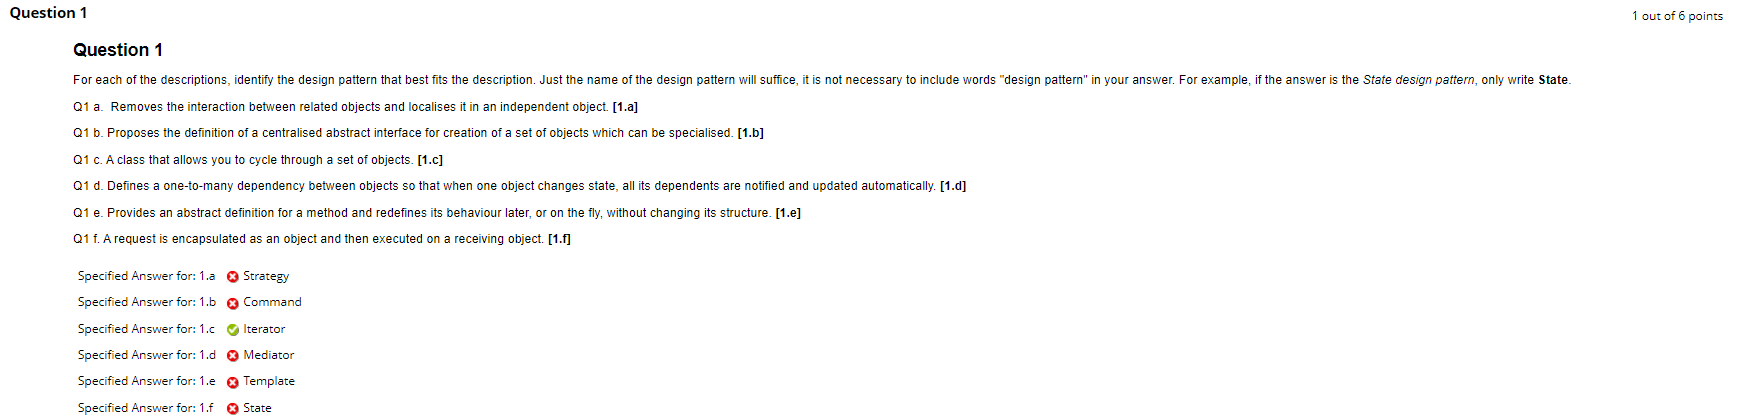 Question 1
1 out of 6 points
Question 1
For each of the descriptions, identify the design pattern that best fits the description. Just the name of the design pattern will suffice, it is not necessary to include words "design pattern" in your answer. For example, if the answer is the State design pattern, only write State.
Q1 a.  Removes the interaction between related objects and localises it in an independent object. [1.a]
Q1 b. Proposes the definition of a centralised abstract interface for creation of a set of objects which can be specialised. [1.b]
Q1 c. A class that allows you to cycle through a set of objects. [1.c]
Q1 d. Defines a one-to-many dependency between objects so that when one object changes state, all its dependents are notified and updated automatically. [1.d]
Q1 e. Provides an abstract definition for a method and redefines its behaviour later, or on the fly, without changing its structure. [1.e]
Q1 f. A request is encapsulated as an object and then executed on a receiving object. [1.f]
Specified Answer for: 1.a Strategy
Specified Answer for: 1.b Command
Specified Answer for: 1.c Iterator
Specified Answer for: 1.d Mediator
Specified Answer for: 1.e Template
Specified Answer for: 1.f State